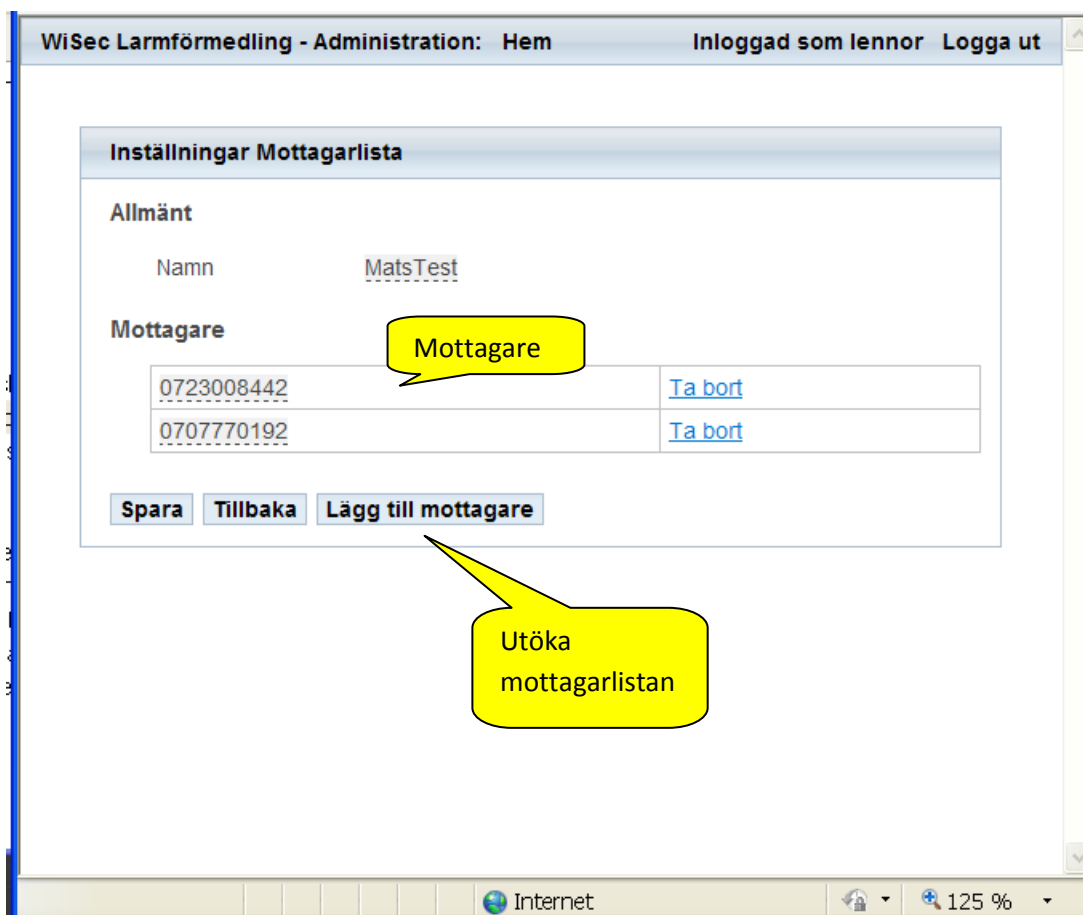 WiSec Larmförmedling - Administration: Hem Inloggad som lennor Logga ut
Inställningar Mottagarlista
Allmänt
Namn MatsTest
Mottagare
Mottagare
0723008442 Ta bort
0707770192 Ta bort
Spara Tillbaka Lägg till mottagare
Utöka
mottagarlistan
Internet 125 %